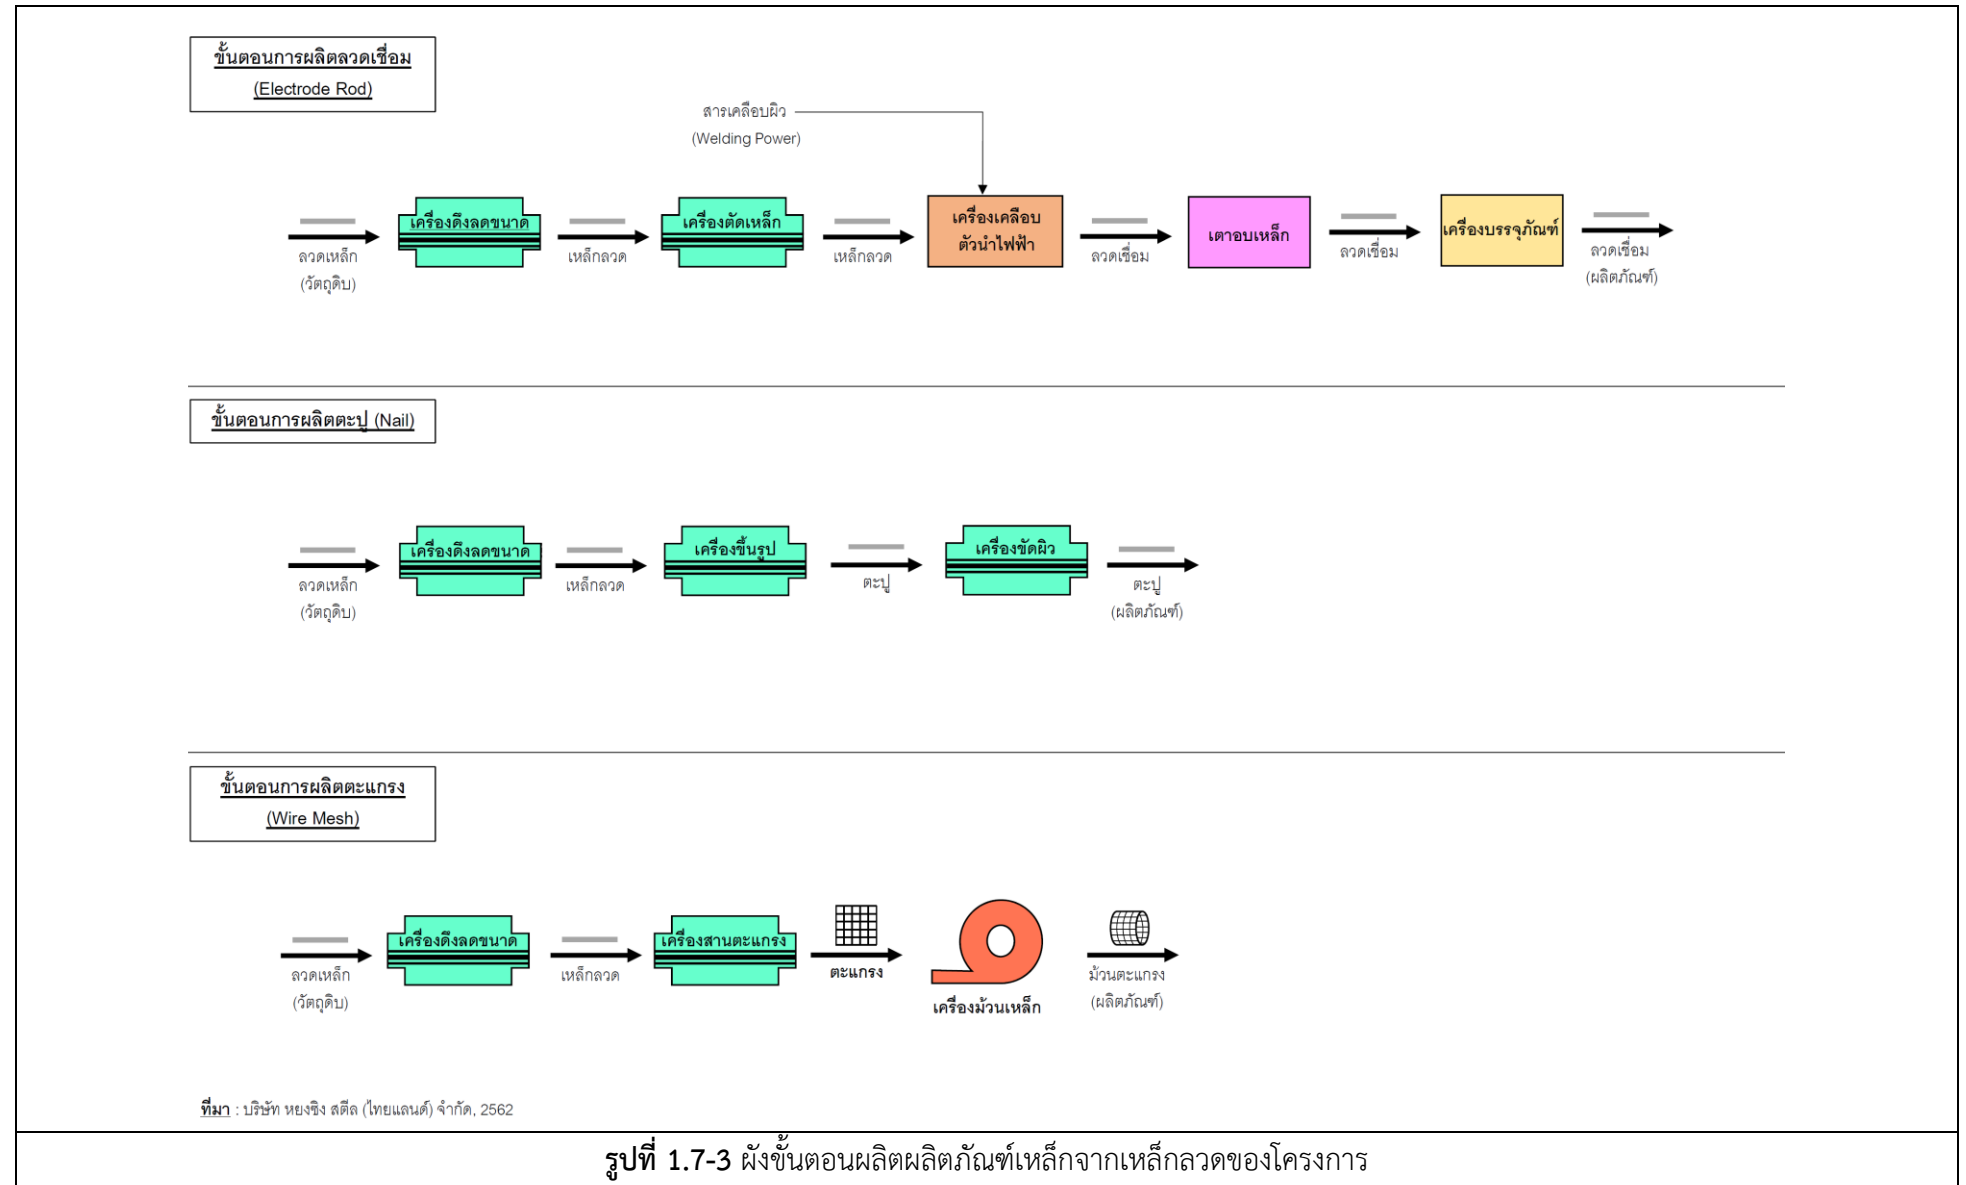 ขั้นตอนการผลิตลวดเชื่อม
(Electrode Rod)
สารเคลือบผิว
(Welding Power)
ลวดเหล็ก
(วัตถุดิบ)
เครื่องดึงลดขนาด
เหล็กลวด
เครื่องตัดเหล็ก
เหล็กลวด
เครื่องเคลือบ
ตัวนำไฟฟ้า
ลวดเชื่อม
เตาอบเหล็ก
ลวดเชื่อม
เครื่องบรรจุภัณฑ์
ลวดเชื่อม
(ผลิตภัณฑ์)
ขั้นตอนการผลิตตะปู (Nail)
ลวดเหล็ก
(วัตถุดิบ)
เครื่องดึงลดขนาด
เหล็กลวด
เครื่องขึ้นรูป
ตะปู
เครื่องขัดผิว
ตะปู
(ผลิตภัณฑ์)
ขั้นตอนการผลิตตะแกรง
(Wire Mesh)
ลวดเหล็ก
(วัตถุดิบ)
เครื่องดึงลดขนาด
เหล็กลวด
เครื่องสานตะแกรง
ตะแกรง
เครื่องม้วนเหล็ก
ม้วนตะแกรง
(ผลิตภัณฑ์)
ที่มา : บริษัท หยงซิง สตีล (ไทยแลนด์) จำกัด, 2562
รูปที่ 1.7-3 ผังขั้นตอนผลิตผลิตภัณฑ์เหล็กจากเหล็กลวดของโครงการ